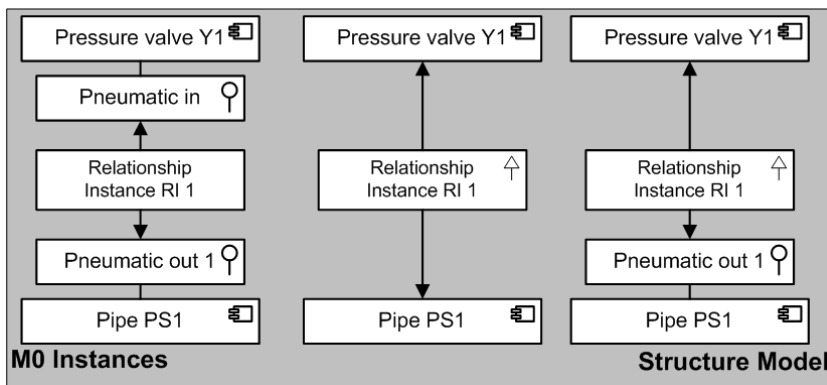 Pressure valve Y1
Pneumatic in
Relationship
Instance RI 1
Pneumatic out 1
Pipe PS1
Pressure valve Y1
Relationship
Instance RI 1
Pipe PS1
Pressure valve Y1
Relationship
Instance RI 1
Pneumatic out 1
Pipe PS1
M0 Instances
Structure Model